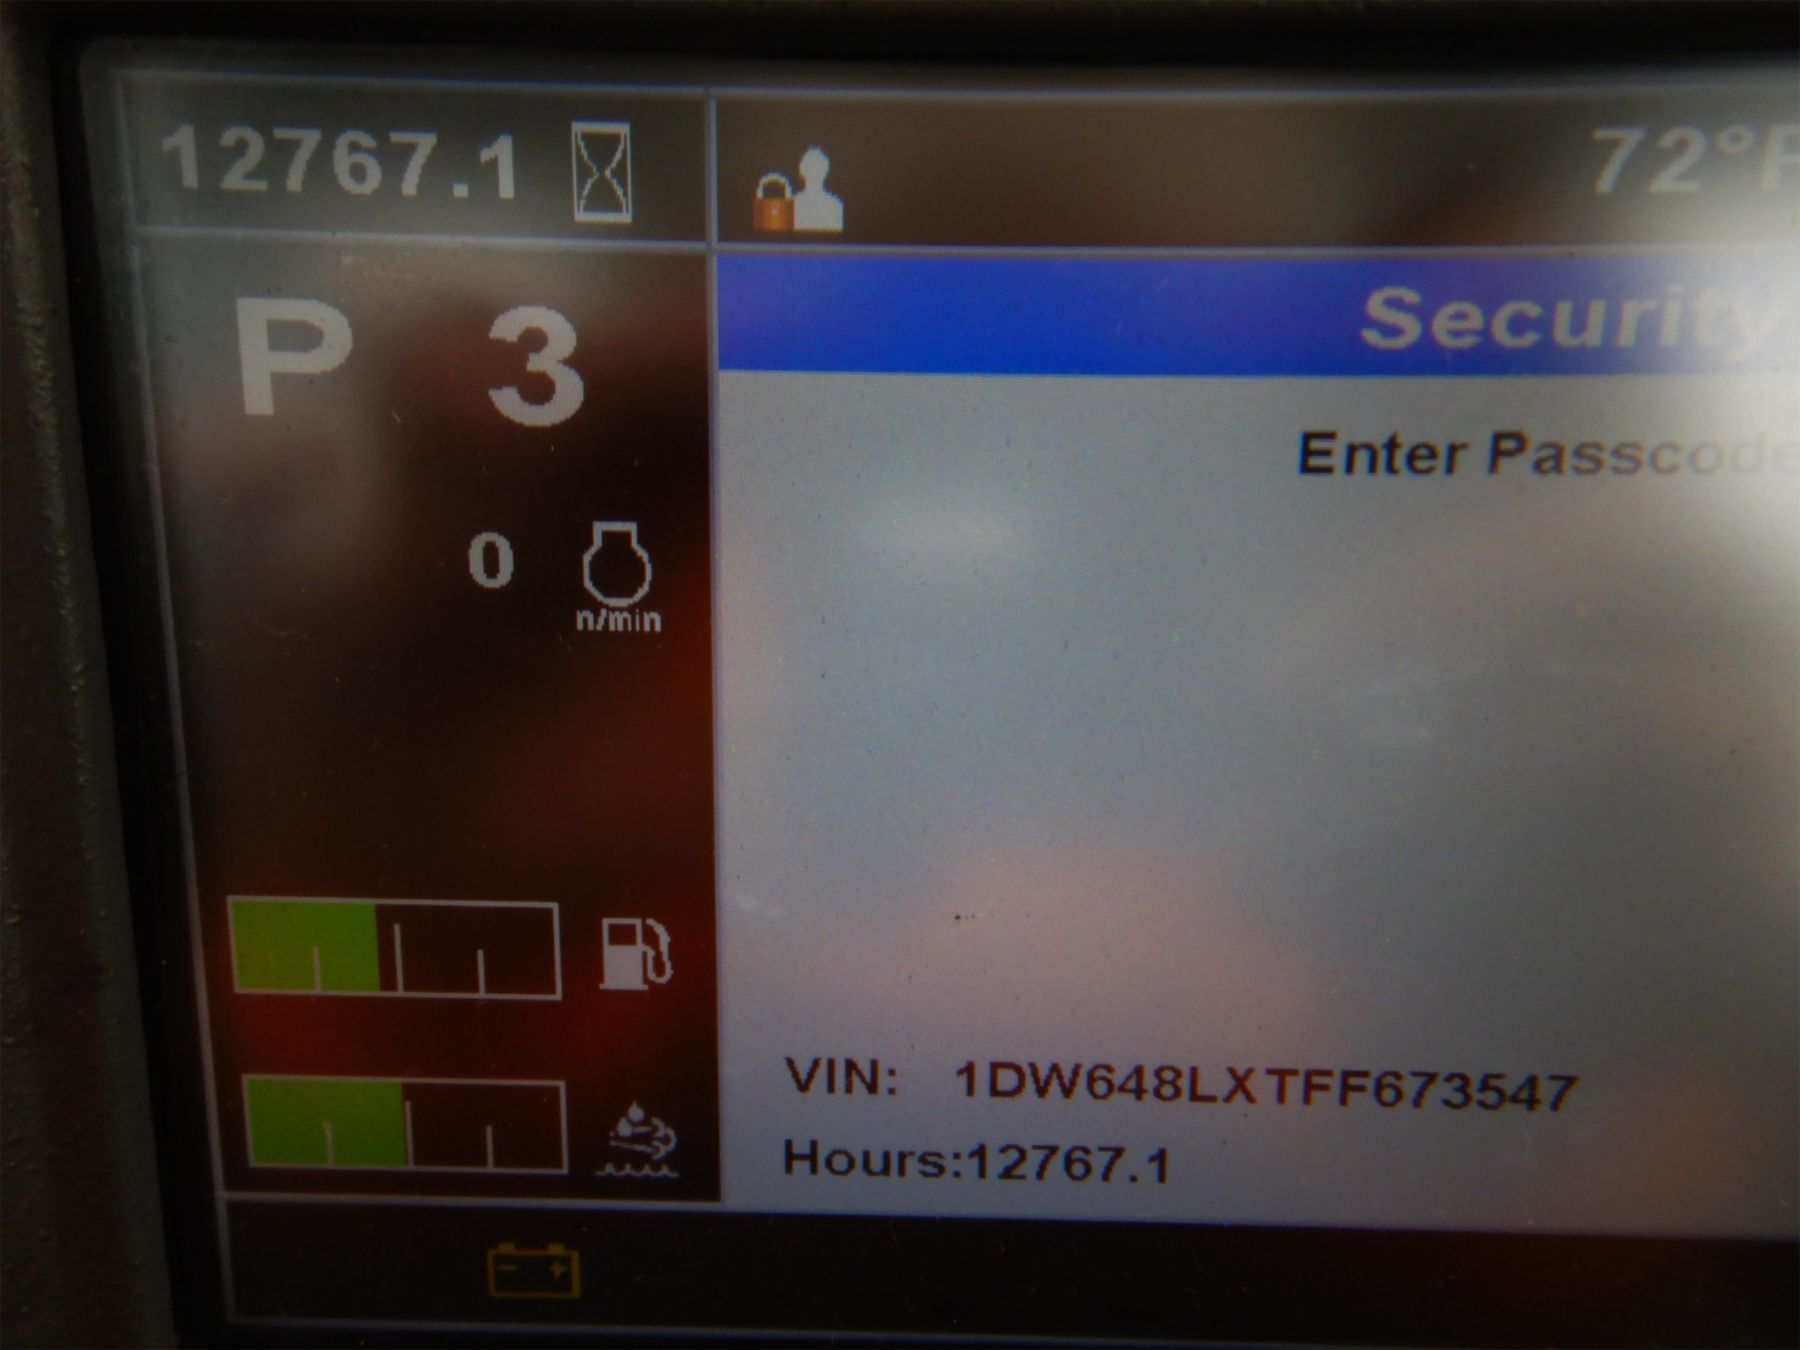 12767.1
72°F
P 3
Security
Enter Passcode
0
n/min
VIN: 1DW648LXTFF673547
Hours:12767.1